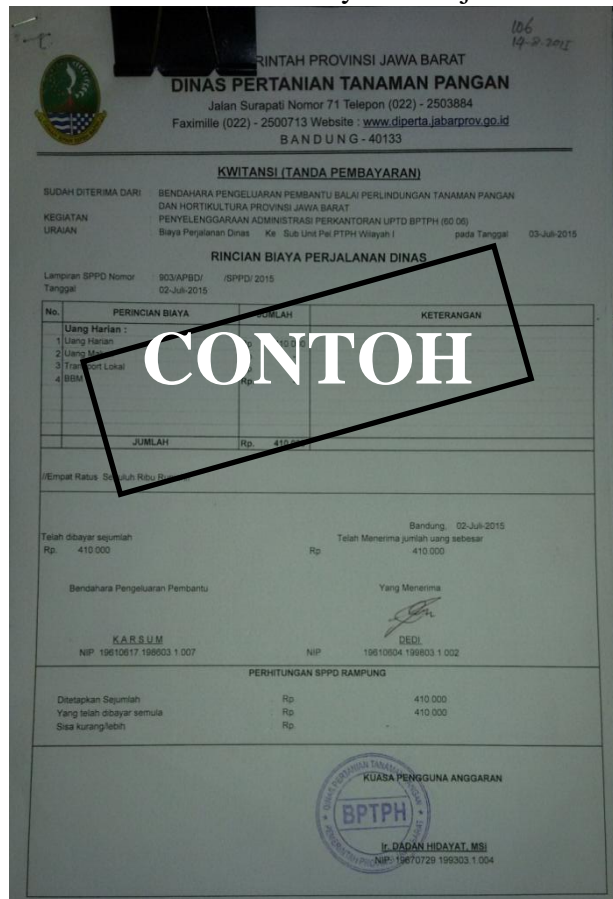 106
14-8-2015
RINTAH PROVINSI JAWA BARAT
DINAS PERTANIAN TANAMAN PANGAN
Jalan Surapati Nomor 71 Telepon (022) - 2503884
Faximilie (022) - 2500713 Website : www.diperta.jabarprov.go.id
BANDUNG - 40133
KWITANSI (TANDA PEMBAYARAN)
SUDAH DITERIMA DARI : BENDAHARA PENGELUARAN PEMBANTU BALAI PERLINDUNGAN TANAMAN PANGAN
DAN HORTIKULTURA PROVINSI JAWA BARAT
KEGIATAN : PENYELENGGARAAN ADMINISTRASI PERKANTORAN UPTD BPTPH (60 06)
URAIAN : Biaya Perjalanan Dinas Ke Sub Unit Pel PTPH Wilayah I pada Tanggal 03-Juli-2015
RINCIAN BIAYA PERJALANAN DINAS
Lampiran SPPD Nomor : 903/APBD/ /SPPD/ 2015
Tanggal : 02-Juli-2015
No. PERINCIAN BIAYA JUMLAH KETERANGAN
Uang Harian :
1 Uang Harian
2 Uang
3 Transport Lokal
4 BBM Rp.
CONTOH
JUMLAH Rp. 410.000
//Empat Ratus Sepuluh Ribu
Bandung, 02-Juli-2015
Telah dibayar sejumlah Telah Menerima jumlah uang sebesar
Rp. 410.000 Rp. 410.000
Bendahara Pengeluaran Pembantu Yang Menerima
KARSUM DEDI
NIP. 19610617 198603 1.007 NIP 19610604 199803 1.002
PERHITUNGAN SPPD RAMPUNG
Ditetapkan Sejumlah Rp. 410.000
Yang telah dibayar semula Rp. 410.000
Sisa kurang/lebih Rp.
KUASA PENGGUNA ANGGARAN
BPTPH
Ir. DADAN HIDAYAT, MSi
NIP. 19670729 199303.1.004